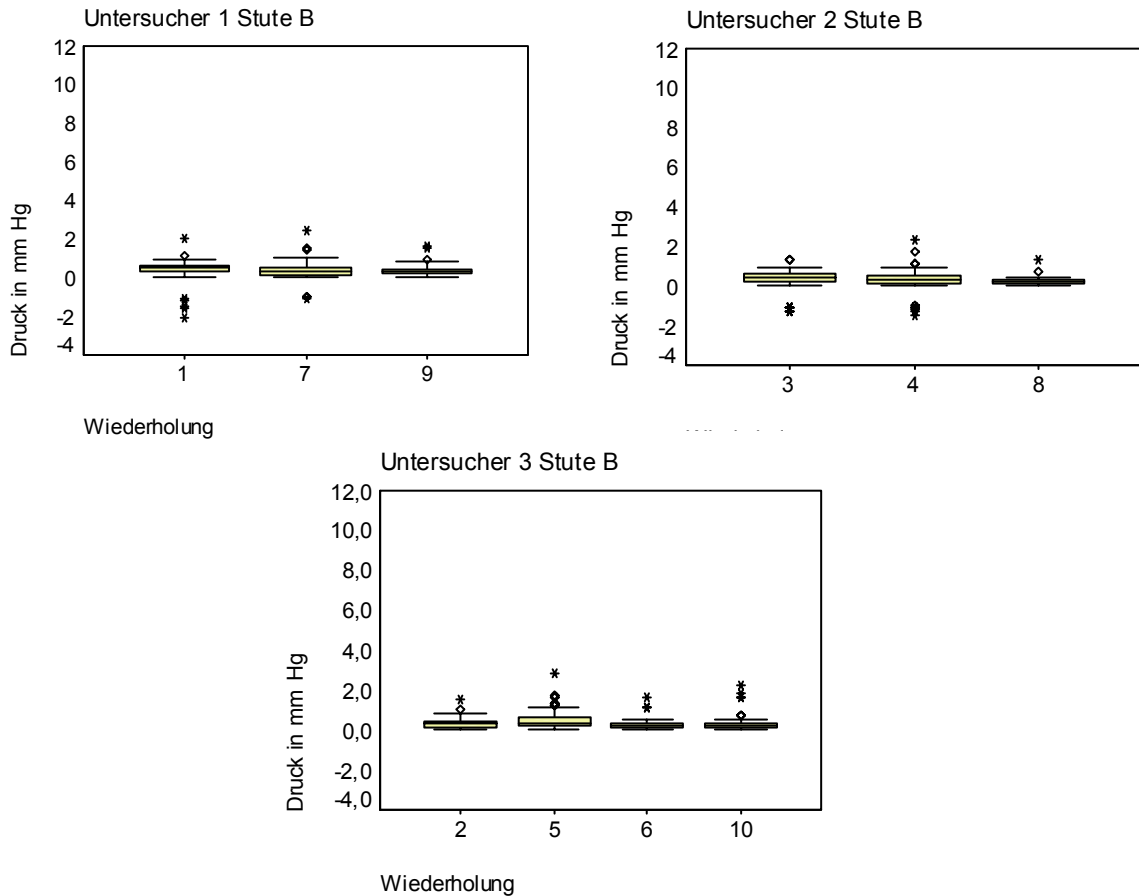 Untersucher 1 Stute B
12
10
8
6
4
2
0
-2
-4
Druck in mm Hg
1 7 9
Wiederholung
Untersucher 2 Stute B
12
10
8
6
4
2
0
-2
-4
Druck in mm Hg
3 4 8
Untersucher 3 Stute B
12,0
10,0
8,0
6,0
4,0
2,0
0,0
-2,0
-4,0
Druck in mm Hg
2 5 6 10
Wiederholung